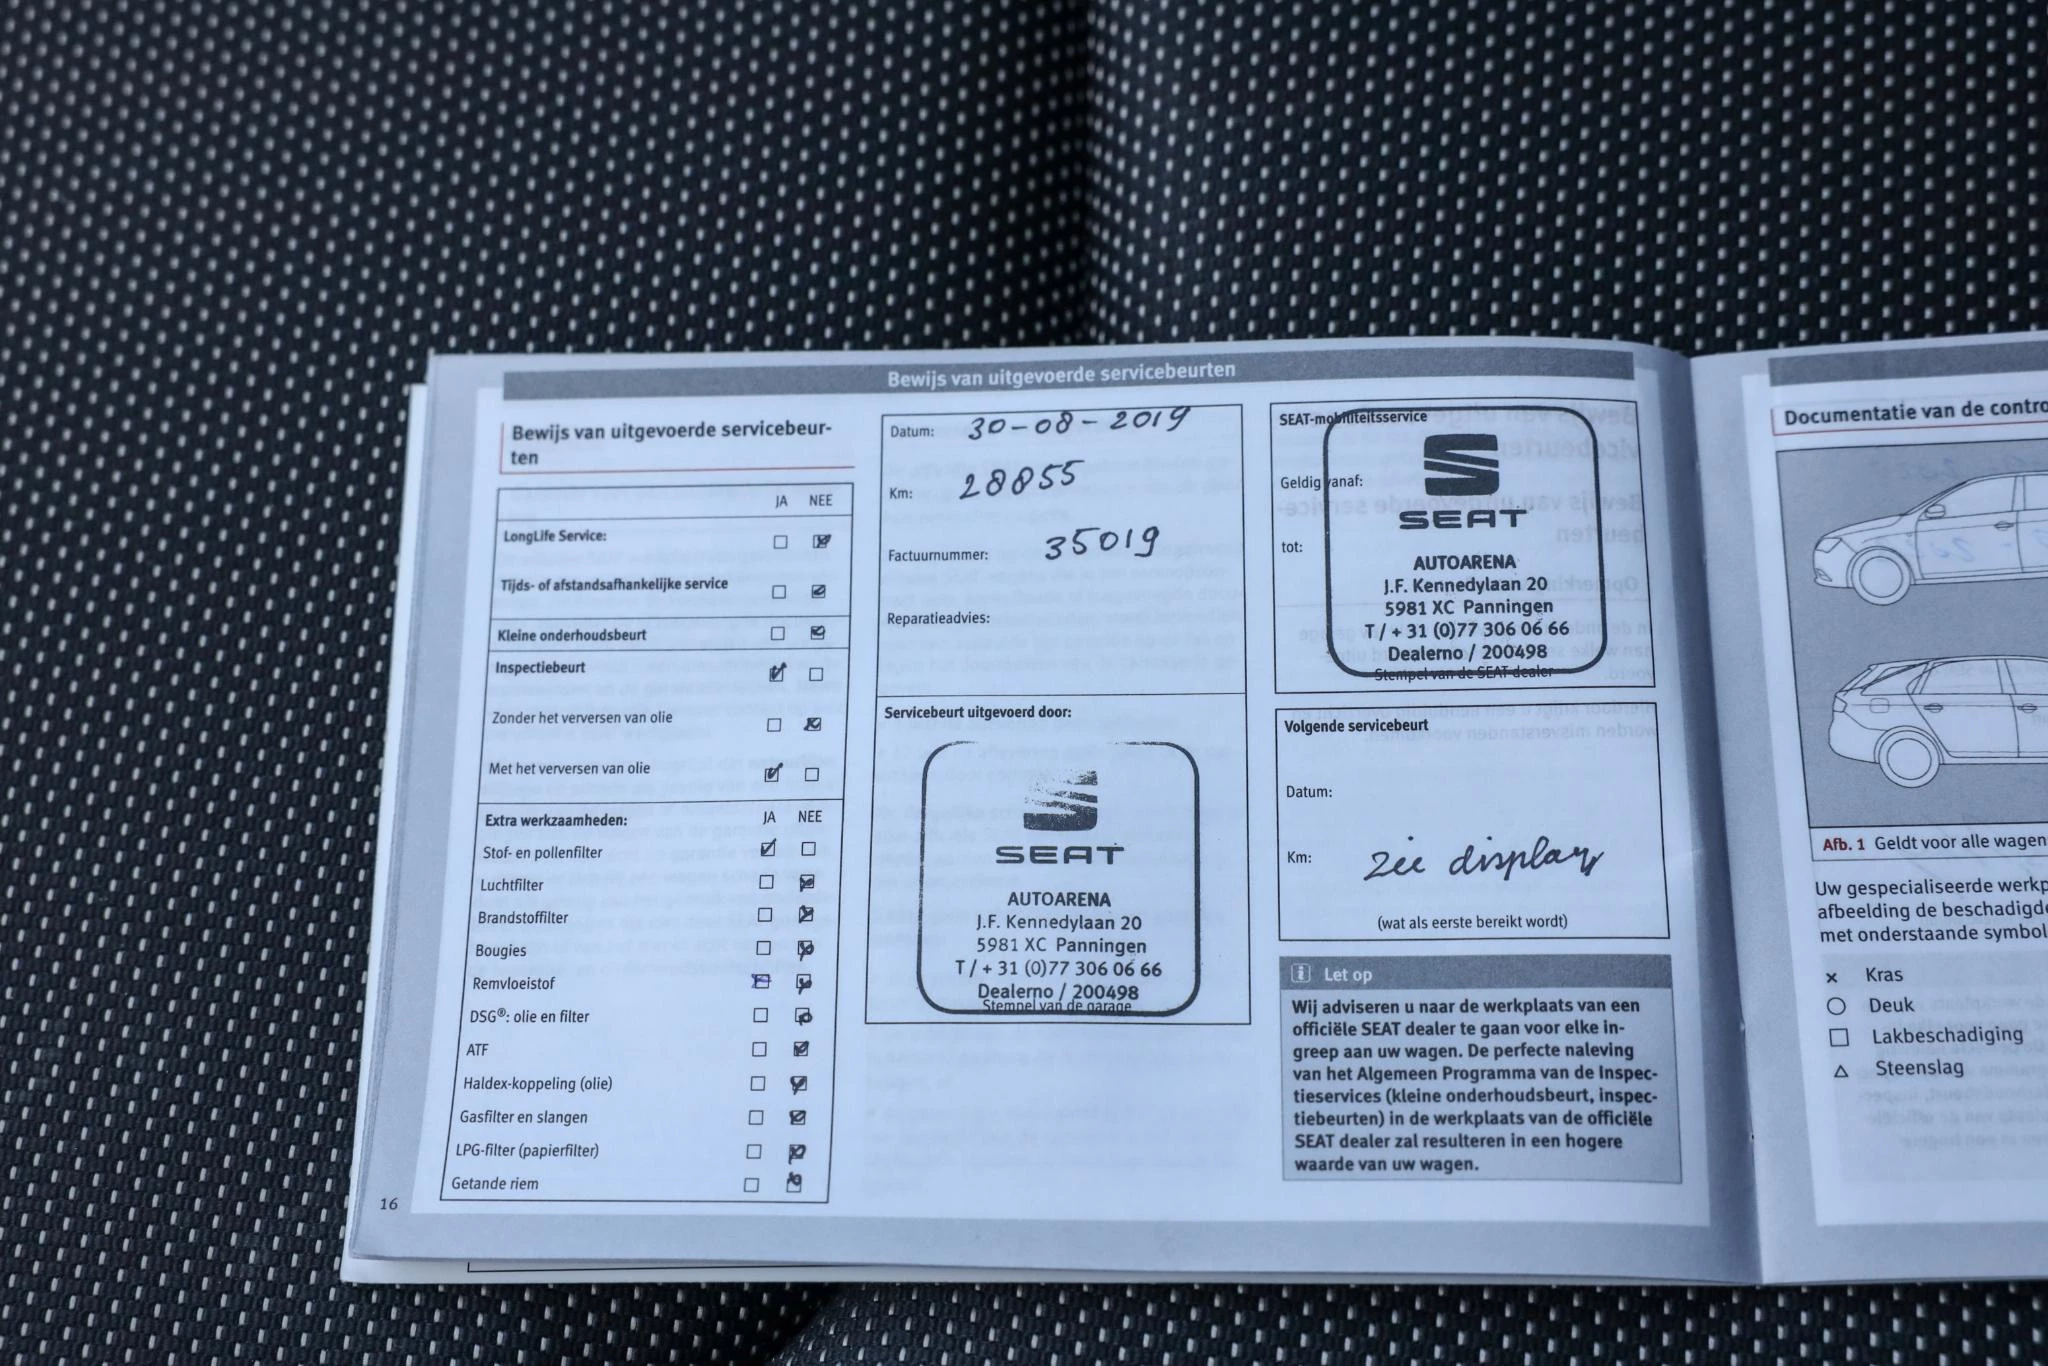 Bewijs van uitgevoerde servicebeurten
Bewijs van uitgevoerde servicebeur-
ten
JA NEE
LongLife Service:
Tijds- of afstandsafhankelijke service
Kleine onderhoudsbeurt
Inspectiebeurt
Zonder het verversen van olie
Met het verversen van olie
Extra werkzaamheden: JA NEE
Stof- en pollenfilter
Luchtfilter
Brandstoffilter
Bougies
Remvloeistof
DSG®: olie en filter
ATF
Haldex-koppeling (olie)
Gasfilter en slangen
LPG-filter (papierfilter)
Getande riem
16
Datum: 30-08-2019
Km: 28855
Factuurnummer: 35019
Reparatieadvies:
Servicebeurt uitgevoerd door:
SEAT
AUTOARENA
J.F. Kennedylaan 20
5981 XC Panningen
T / + 31 (0)77 306 06 66
Dealerno / 200498
Stempel van de garage
SEAT-mobiliteitsservice
Geldig vanaf:
tot:
SEAT
AUTOARENA
J.F. Kennedylaan 20
5981 XC Panningen
T / + 31 (0)77 306 06 66
Dealerno / 200498
Stempel van de SEAT-dealer
Volgende servicebeurt
Datum:
Km: zie display
(wat als eerste bereikt wordt)
i Let op
Wij adviseren u naar de werkplaats van een
officiële SEAT dealer te gaan voor elke in-
greep aan uw wagen. De perfecte naleving
van het Algemeen Programma van de Inspec-
tieservices (kleine onderhoudsbeurt, inspec-
tiebeurten) in de werkplaats van de officiële
SEAT dealer zal resulteren in een hogere
waarde van uw wagen.
Documentatie van de contro
Afb. 1 Geldt voor alle wagen
Uw gespecialiseerde werkp
afbeelding de beschadigde
met onderstaande symbol
Kras
Deuk
Lakbeschadiging
Steenslag